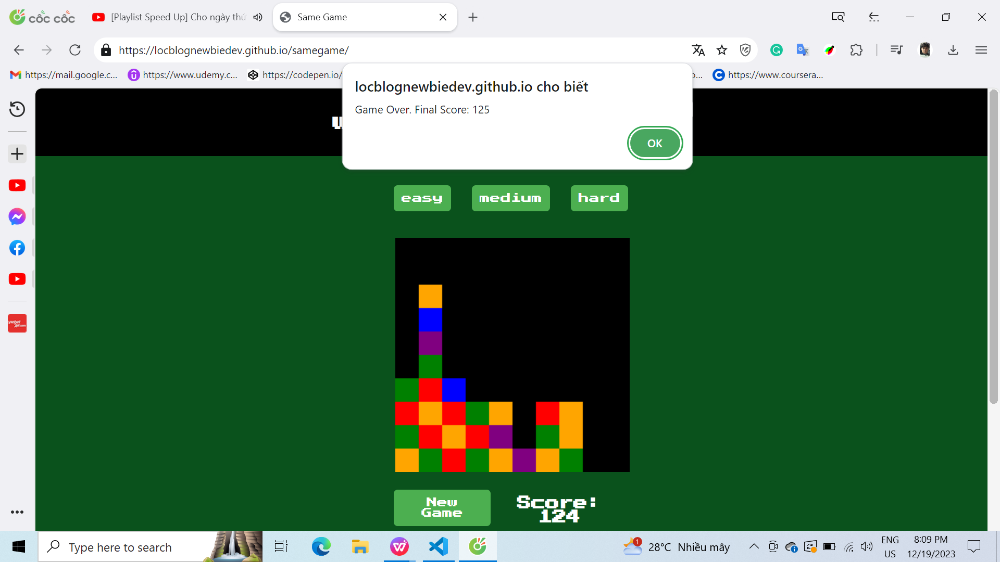 cốc cốc
[Playlist Speed Up] Cho ngày thứ
Same Game
https://locblognewbiedev.github.io/samegame/
https://mail.google.c...
https://www.udemy.c...
https://codepen.io/
https://www.coursera...
locblognewbiedev.github.io cho biết
Game Over. Final Score: 125
OK
easy
medium
hard
New
Game
Score:
124
Type here to search
1
28°C Nhiều mây
ENG
US
8:09 PM
12/19/2023